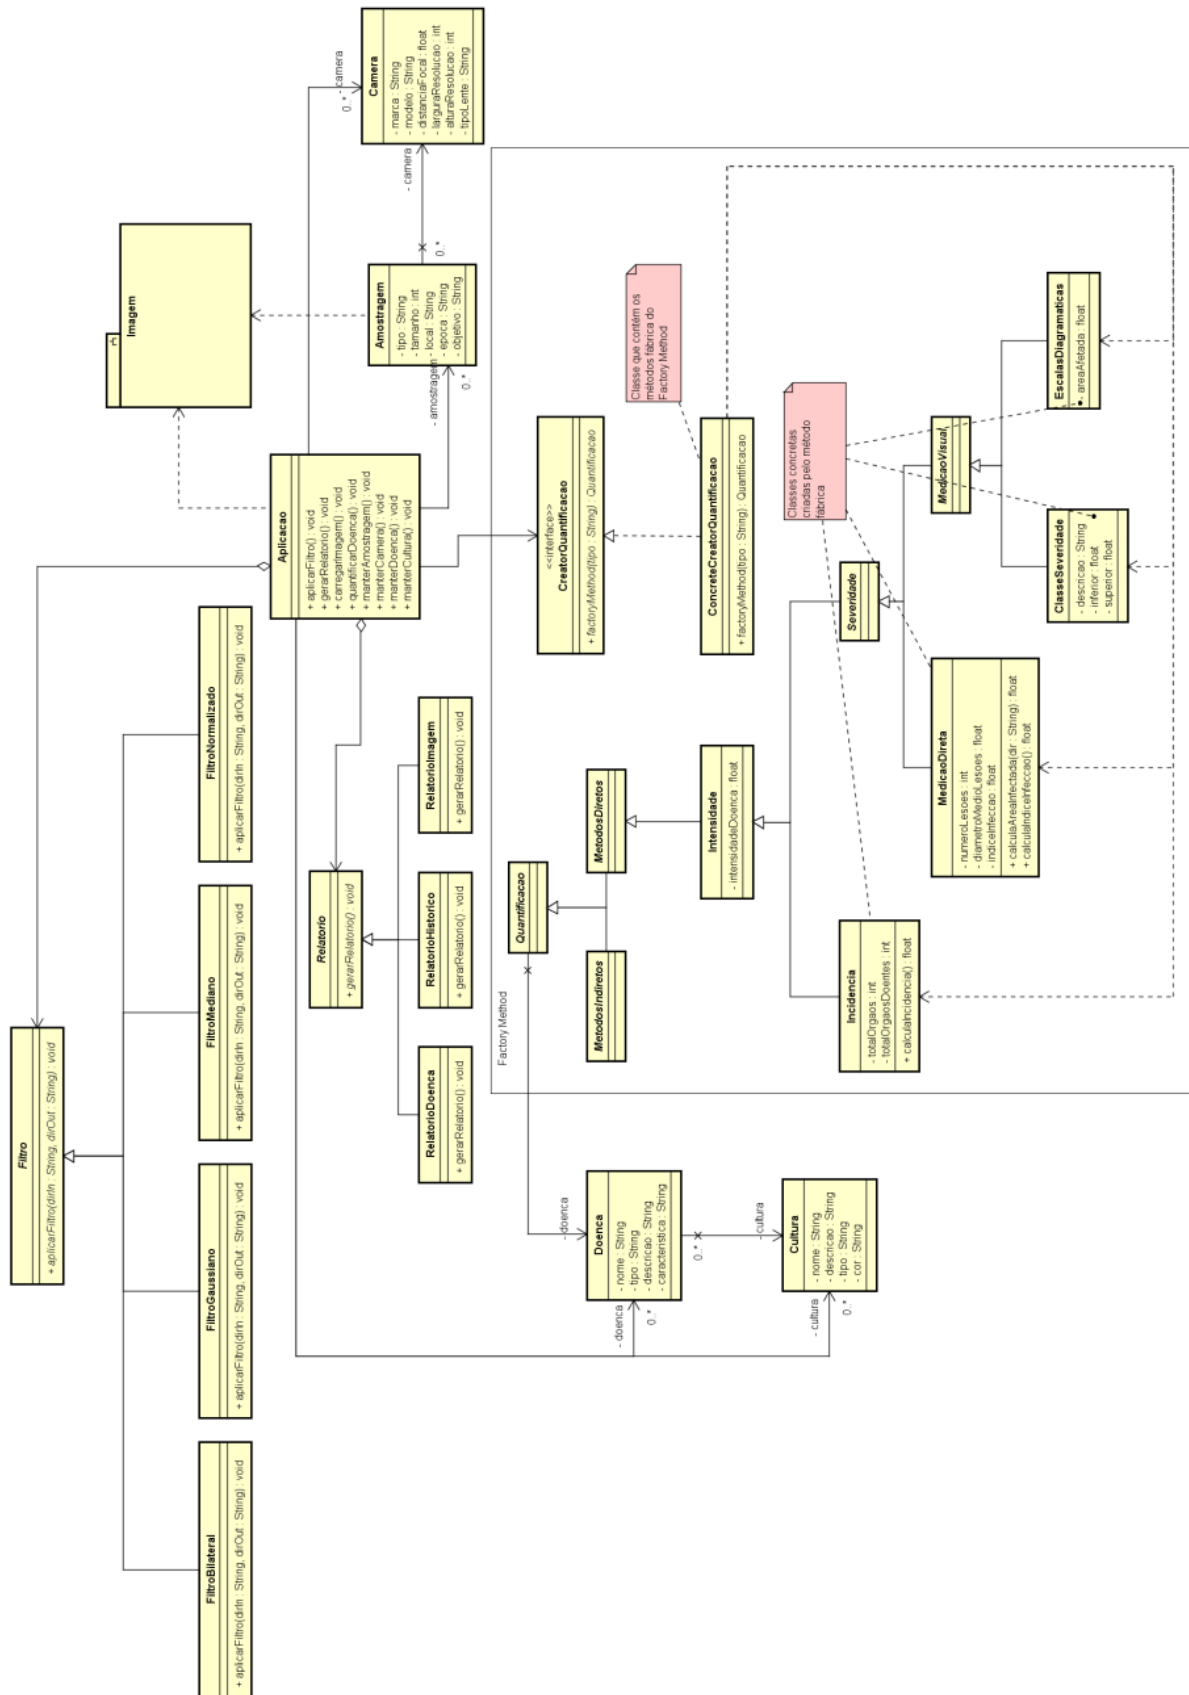 Filtro
+ aplicarFiltro(dirIn : String, dirOut : String) : void
FiltroBilateral
+ aplicarFiltro(dirIn : String, dirOut : String) : void
FiltroGaussiano
+ aplicarFiltro(dirIn : String, dirOut : String) : void
FiltroMediano
+ aplicarFiltro(dirIn : String, dirOut : String) : void
FiltroNormalizado
+ aplicarFiltro(dirIn : String, dirOut : String) : void
Imagem
Aplicacao
+ aplicarFiltro() : void
+ gerarRelatorio() : void
+ carregarImagem() : void
+ quantificarDoenca() : void
+ manterAmostragem() : void
+ manterCamera() : void
+ manterDoenca() : void
+ manterCultura() : void
Amostragem
- tipo : String
- tamanho : int
- local : String
- epoca : String
- objetivo : String
- amostragem
0..*
Camera
- marca : String
- modelo : String
- distanciaFocal : float
- larguraResolucao : int
- alturaResolucao : int
- tipoLente : String
- camera
0..*
- camera
0..*
Relatorio
+ gerarRelatorio() : void
RelatorioDoenca
+ gerarRelatorio() : void
RelatorioHistorico
+ gerarRelatorio() : void
RelatorioImagem
+ gerarRelatorio() : void
Factory Method
<<interface>>
CreatorQuantificacao
+ factoryMethod(tipo : String) : Quantificacao
Classe que contém os
métodos fábrica do
Factory Method
ConcreteCreatorQuantificacao
+ factoryMethod(tipo : String) : Quantificacao
Quantificacao
MetodosIndiretos
MetodosDiretos
Intensidade
- intensidadeDoenca : float
Classes concretas
criadas pelo método
fábrica
Severidade
MedicaoVisual
Incidencia
- totalOrgaos : int
- totalOrgaosDoentes : int
+ calculaIncidencia() : float
MedicaoDireta
- numeroLesoes : int
- diametroMedioLesoes : float
- indiceInfeccao : float
+ calculaAreaInfectada(dir : String) : float
+ calculaIndiceInfeccao() : float
ClasseSeveridade
- descricao : String
- inferior : float
- superior : float
EscalasDiagramaticas
- areaAfetada : float
-doenca
Doenca
- nome : String
- tipo : String
- descricao : String
- caracteristica : String
- doenca
0..*
0..*
-cultura
Cultura
- nome : String
- descricao : String
- tipo : String
- cor : String
- cultura
0..*